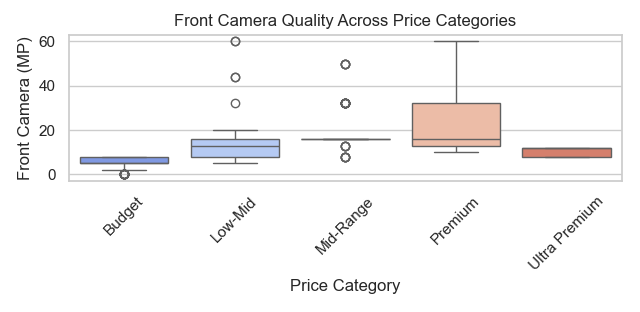 Front Camera Quality Across Price Categories
Front Camera (MP)
60
40
20
0
Budget
Low-Mid
Mid-Range
Premium
Ultra Premium
Price Category